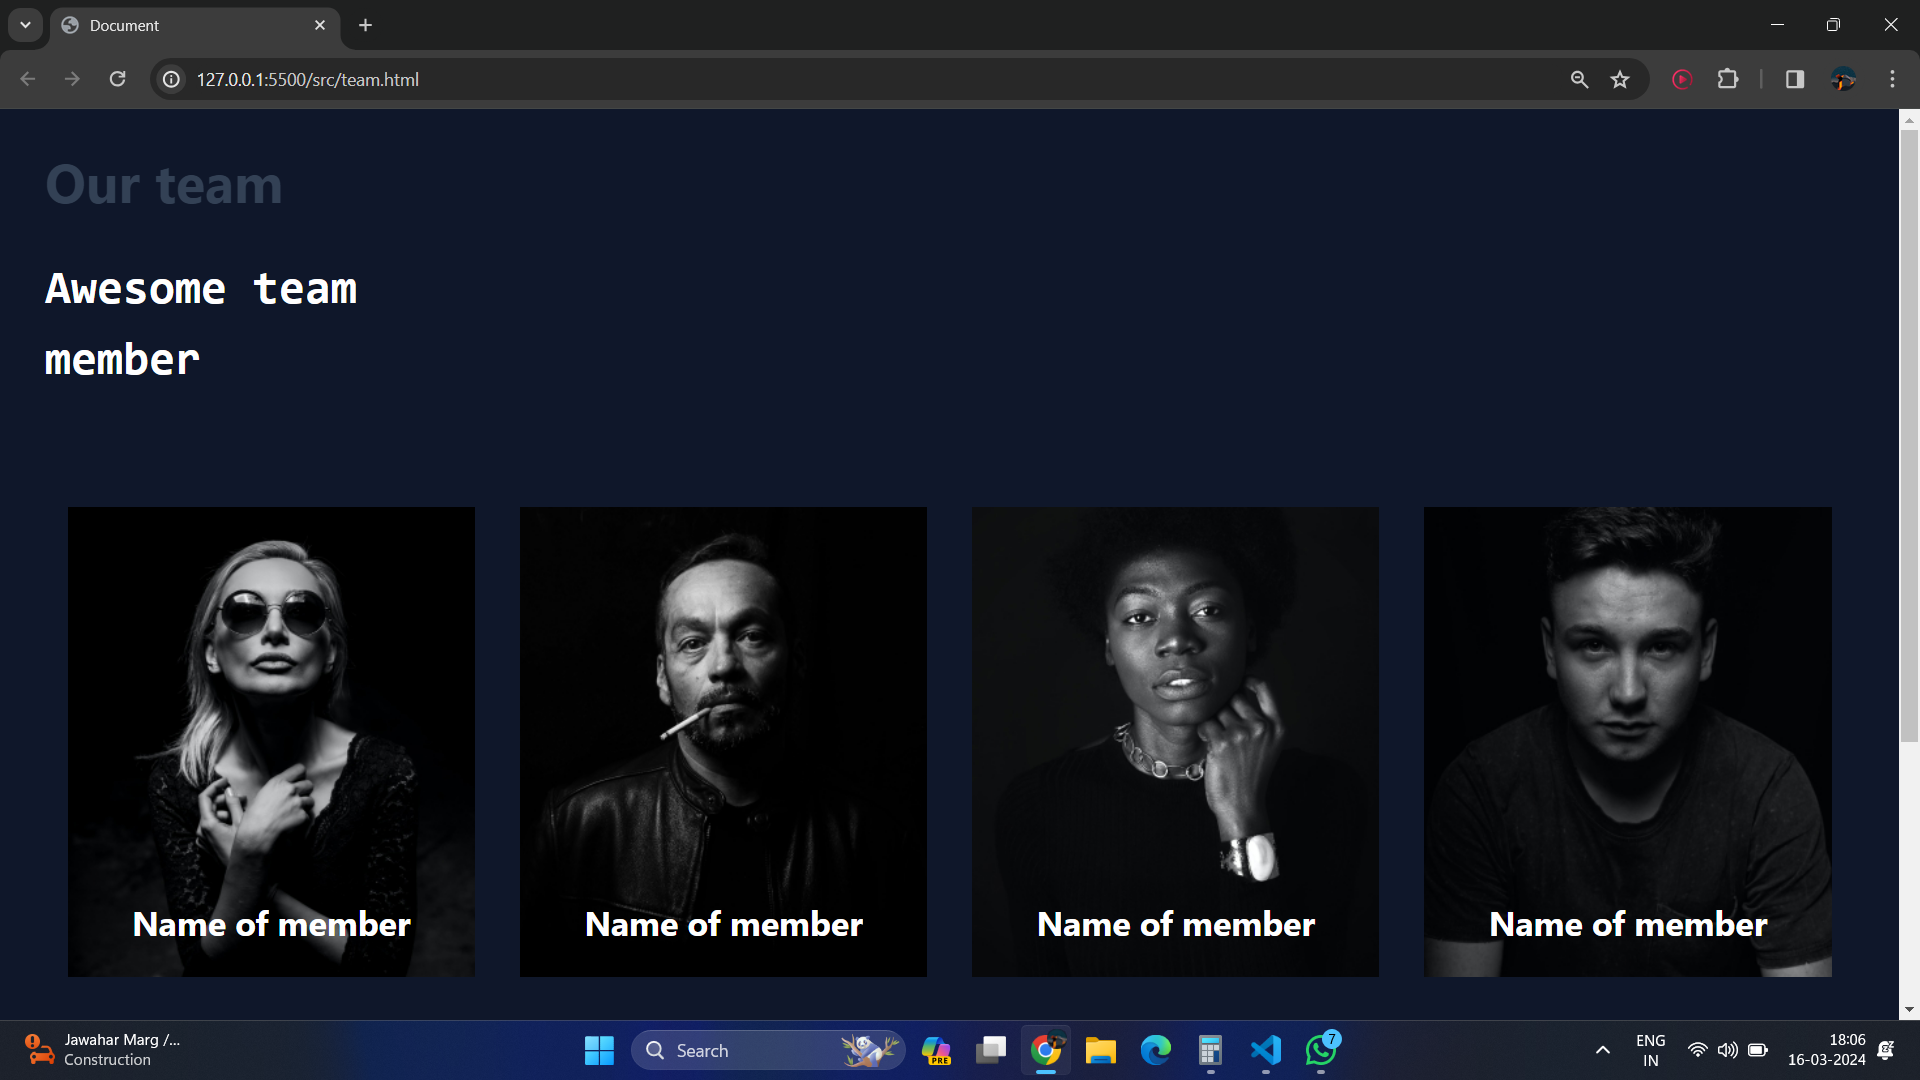 Document
127.0.0.1:5500/src/team.html
Our team
Awesome team
member
Name of member
Name of member
Name of member
Name of member
Jawahar Marg /...
Construction
Search
PRE
7
ENG
IN
18:06
16-03-2024